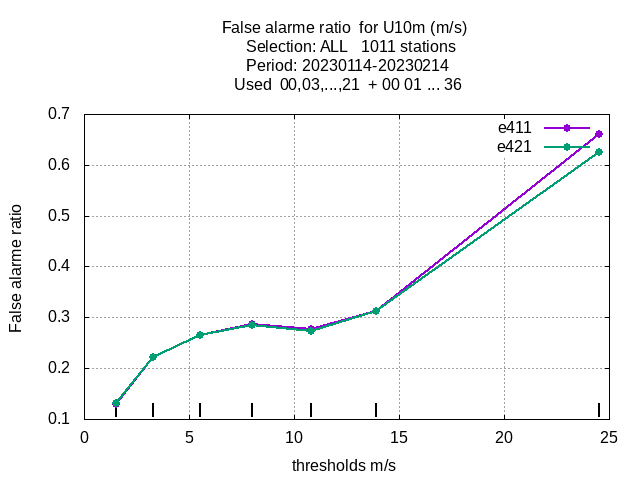 False alarme ratio  for U10m (m/s)
Selection: ALL   1011 stations
Period: 20230114-20230214
Used  00,03,...,21  + 00 01 ... 36
e411
e421
0.7
0.6
0.5
0.4
0.3
0.2
0.1
False alarme ratio
0 5 10 15 20 25
thresholds m/s